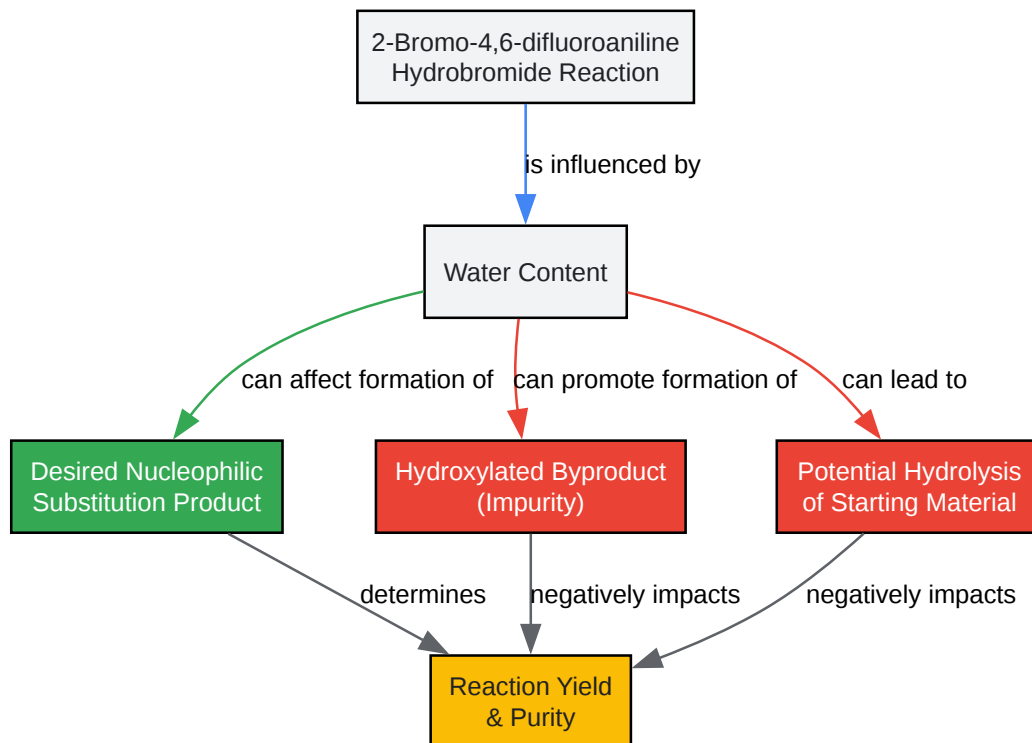 2-Bromo-4,6-difluoroaniline
Hydrobromide Reaction
is influenced by
Water Content
can affect formation of
can promote formation of
can lead to
Desired Nucleophilic
Substitution Product
Hydroxylated Byproduct
(Impurity)
Potential Hydrolysis
of Starting Material
determines
negatively impacts
negatively impacts
Reaction Yield
& Purity